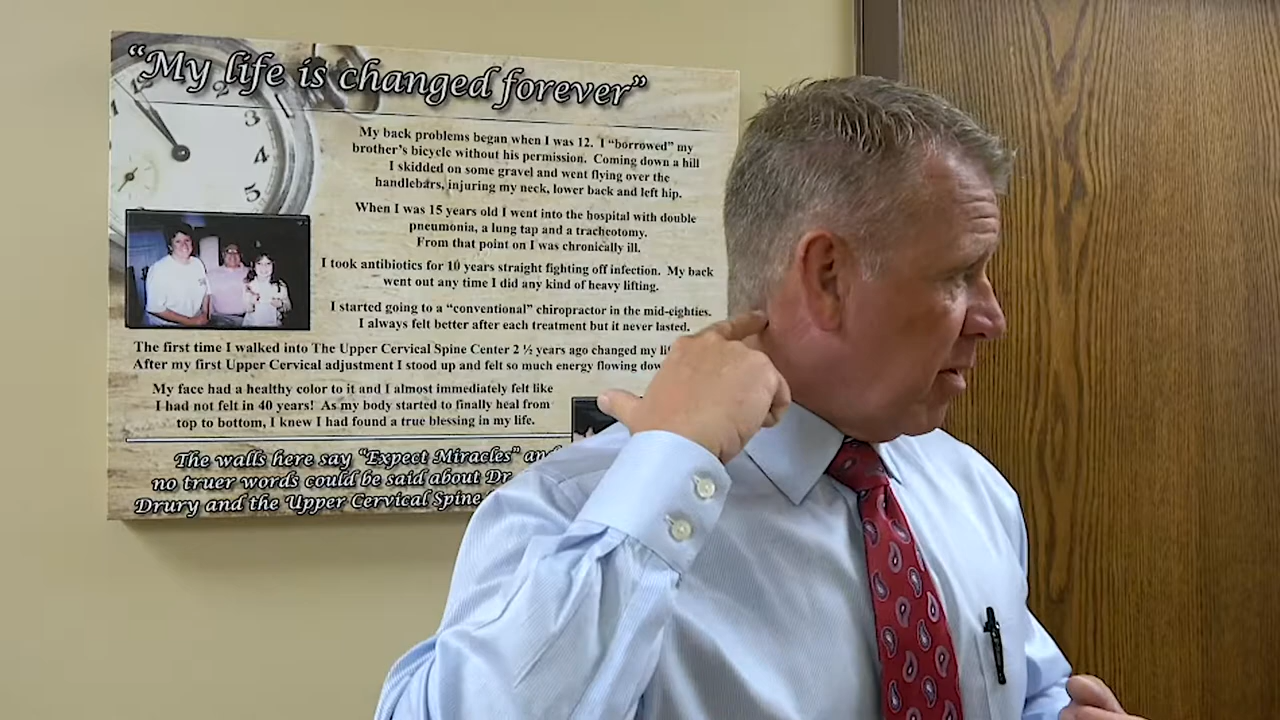 “My life is changed forever”
My back problems began when I was 12. I “borrowed” my
brother’s bicycle without his permission. Coming down a hill
I skidded on some gravel and went flying over the
handlebars, injuring my neck, lower back and left hip.
When I was 15 years old I went into the hospital with double
pneumonia, a lung tap and a tracheotomy.
From that point on I was chronically ill.
I took antibiotics for 10 years straight fighting off infection. My back
went out any time I did any kind of heavy lifting.
I started going to a “conventional” chiropractor in the mid-eighties.
I always felt better after each treatment but it never lasted.
The first time I walked into The Upper Cervical Spine Center 2 ½ years ago changed my
After my first Upper Cervical adjustment I stood up and felt so much energy flowing
My face had a healthy color to it and I almost immediately felt like
I had not felt in 40 years! As my body started to finally heal from
top to bottom, I knew I had found a true blessing in my life.
The walls here say “Expect Miracles”
no truer words could be said about Dr
Drury and the Upper Cervical Spine
3
4
5